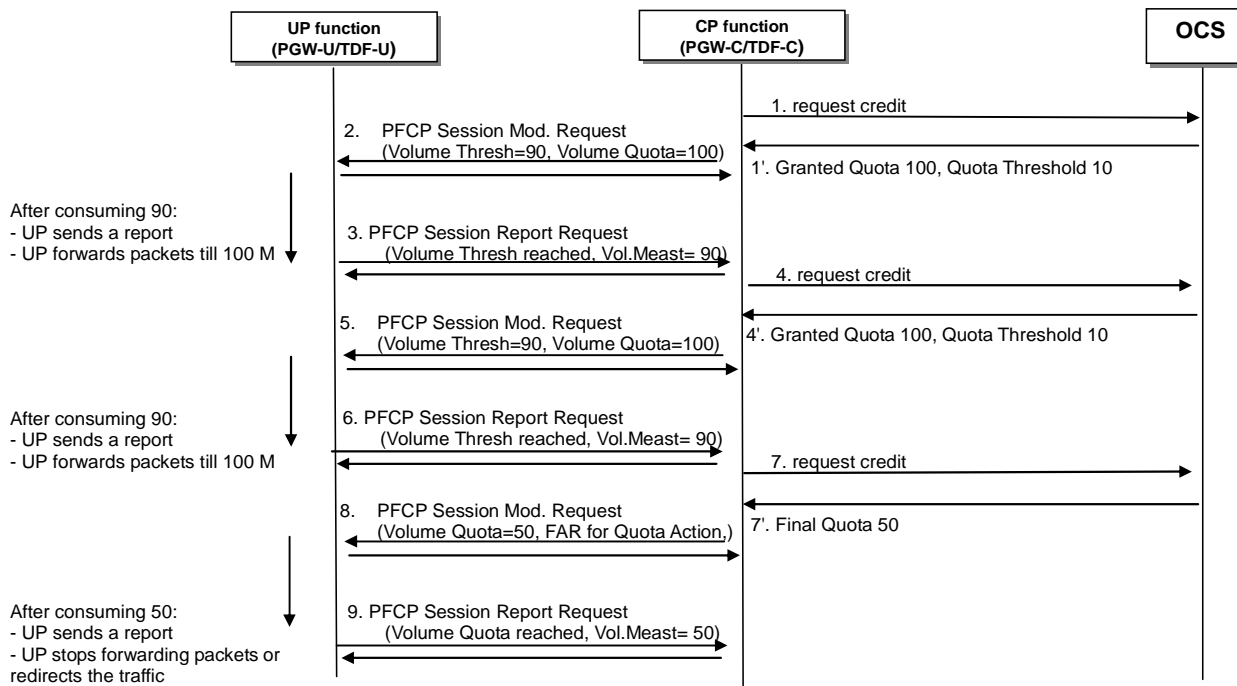 UP function
(PGW-U/TDF-U)
CP function
(PGW-C/TDF-C)
OCS
1. request credit
2. PFCP Session Mod. Request
(Volume Thresh=90, Volume Quota=100)
1'. Granted Quota 100, Quota Threshold 10
After consuming 90:
- UP sends a report
- UP forwards packets till 100 M
3. PFCP Session Report Request
(Volume Thresh reached, Vol.Meast= 90)
4. request credit
5. PFCP Session Mod. Request
(Volume Thresh=90, Volume Quota=100)
4'. Granted Quota 100, Quota Threshold 10
After consuming 90:
- UP sends a report
- UP forwards packets till 100 M
6. PFCP Session Report Request
(Volume Thresh reached, Vol.Meast= 90)
7. request credit
8. PFCP Session Mod. Request
(Volume Quota=50, FAR for Quota Action,)
7'. Final Quota 50
After consuming 50:
- UP sends a report
- UP stops forwarding packets or
redirects the traffic
9. PFCP Session Report Request
(Volume Quota reached, Vol.Meast= 50)